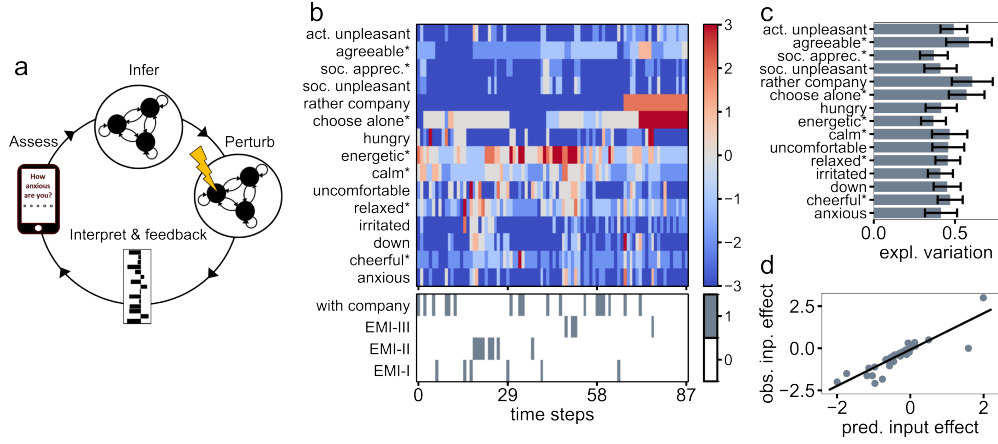 a
Infer
Assess
Perturb
How
anxious
are you?
Interpret & feedback
b
act. unpleasant
agreeable*
soc. apprec.*
soc. unpleasant
rather company
choose alone*
hungry
energetic*
calm*
uncomfortable
relaxed*
irritated
down
cheerful*
anxious
3
2
1
0
−1
−2
−3
with company
EMI-III
EMI-II
EMI-I
1
0
0 29 58 87
time steps
c
act. unpleasant
agreeable*
soc. apprec.*
soc. unpleasant
rather company
choose alone*
hungry
energetic*
calm*
uncomfortable
relaxed*
irritated
down
cheerful*
anxious
0.0 0.5
expl. variation
d
obs. inp. effect
2.5
0.0
−2.5
−2 0 2
pred. input effect